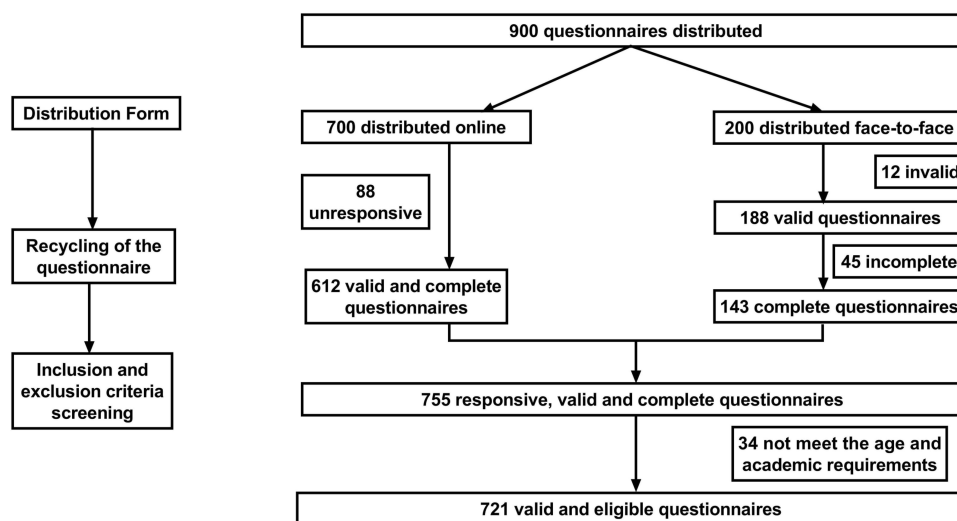 900 questionnaires distributed
Distribution Form
700 distributed online
200 distributed face-to-face
12 invalid
88
unresponsive
188 valid questionnaires
Recycling of the
questionnaire
45 incomplete
612 valid and complete
questionnaires
143 complete questionnaires
Inclusion and
exclusion criteria
screening
755 responsive, valid and complete questionnaires
34 not meet the age and
academic requirements
721 valid and eligible questionnaires